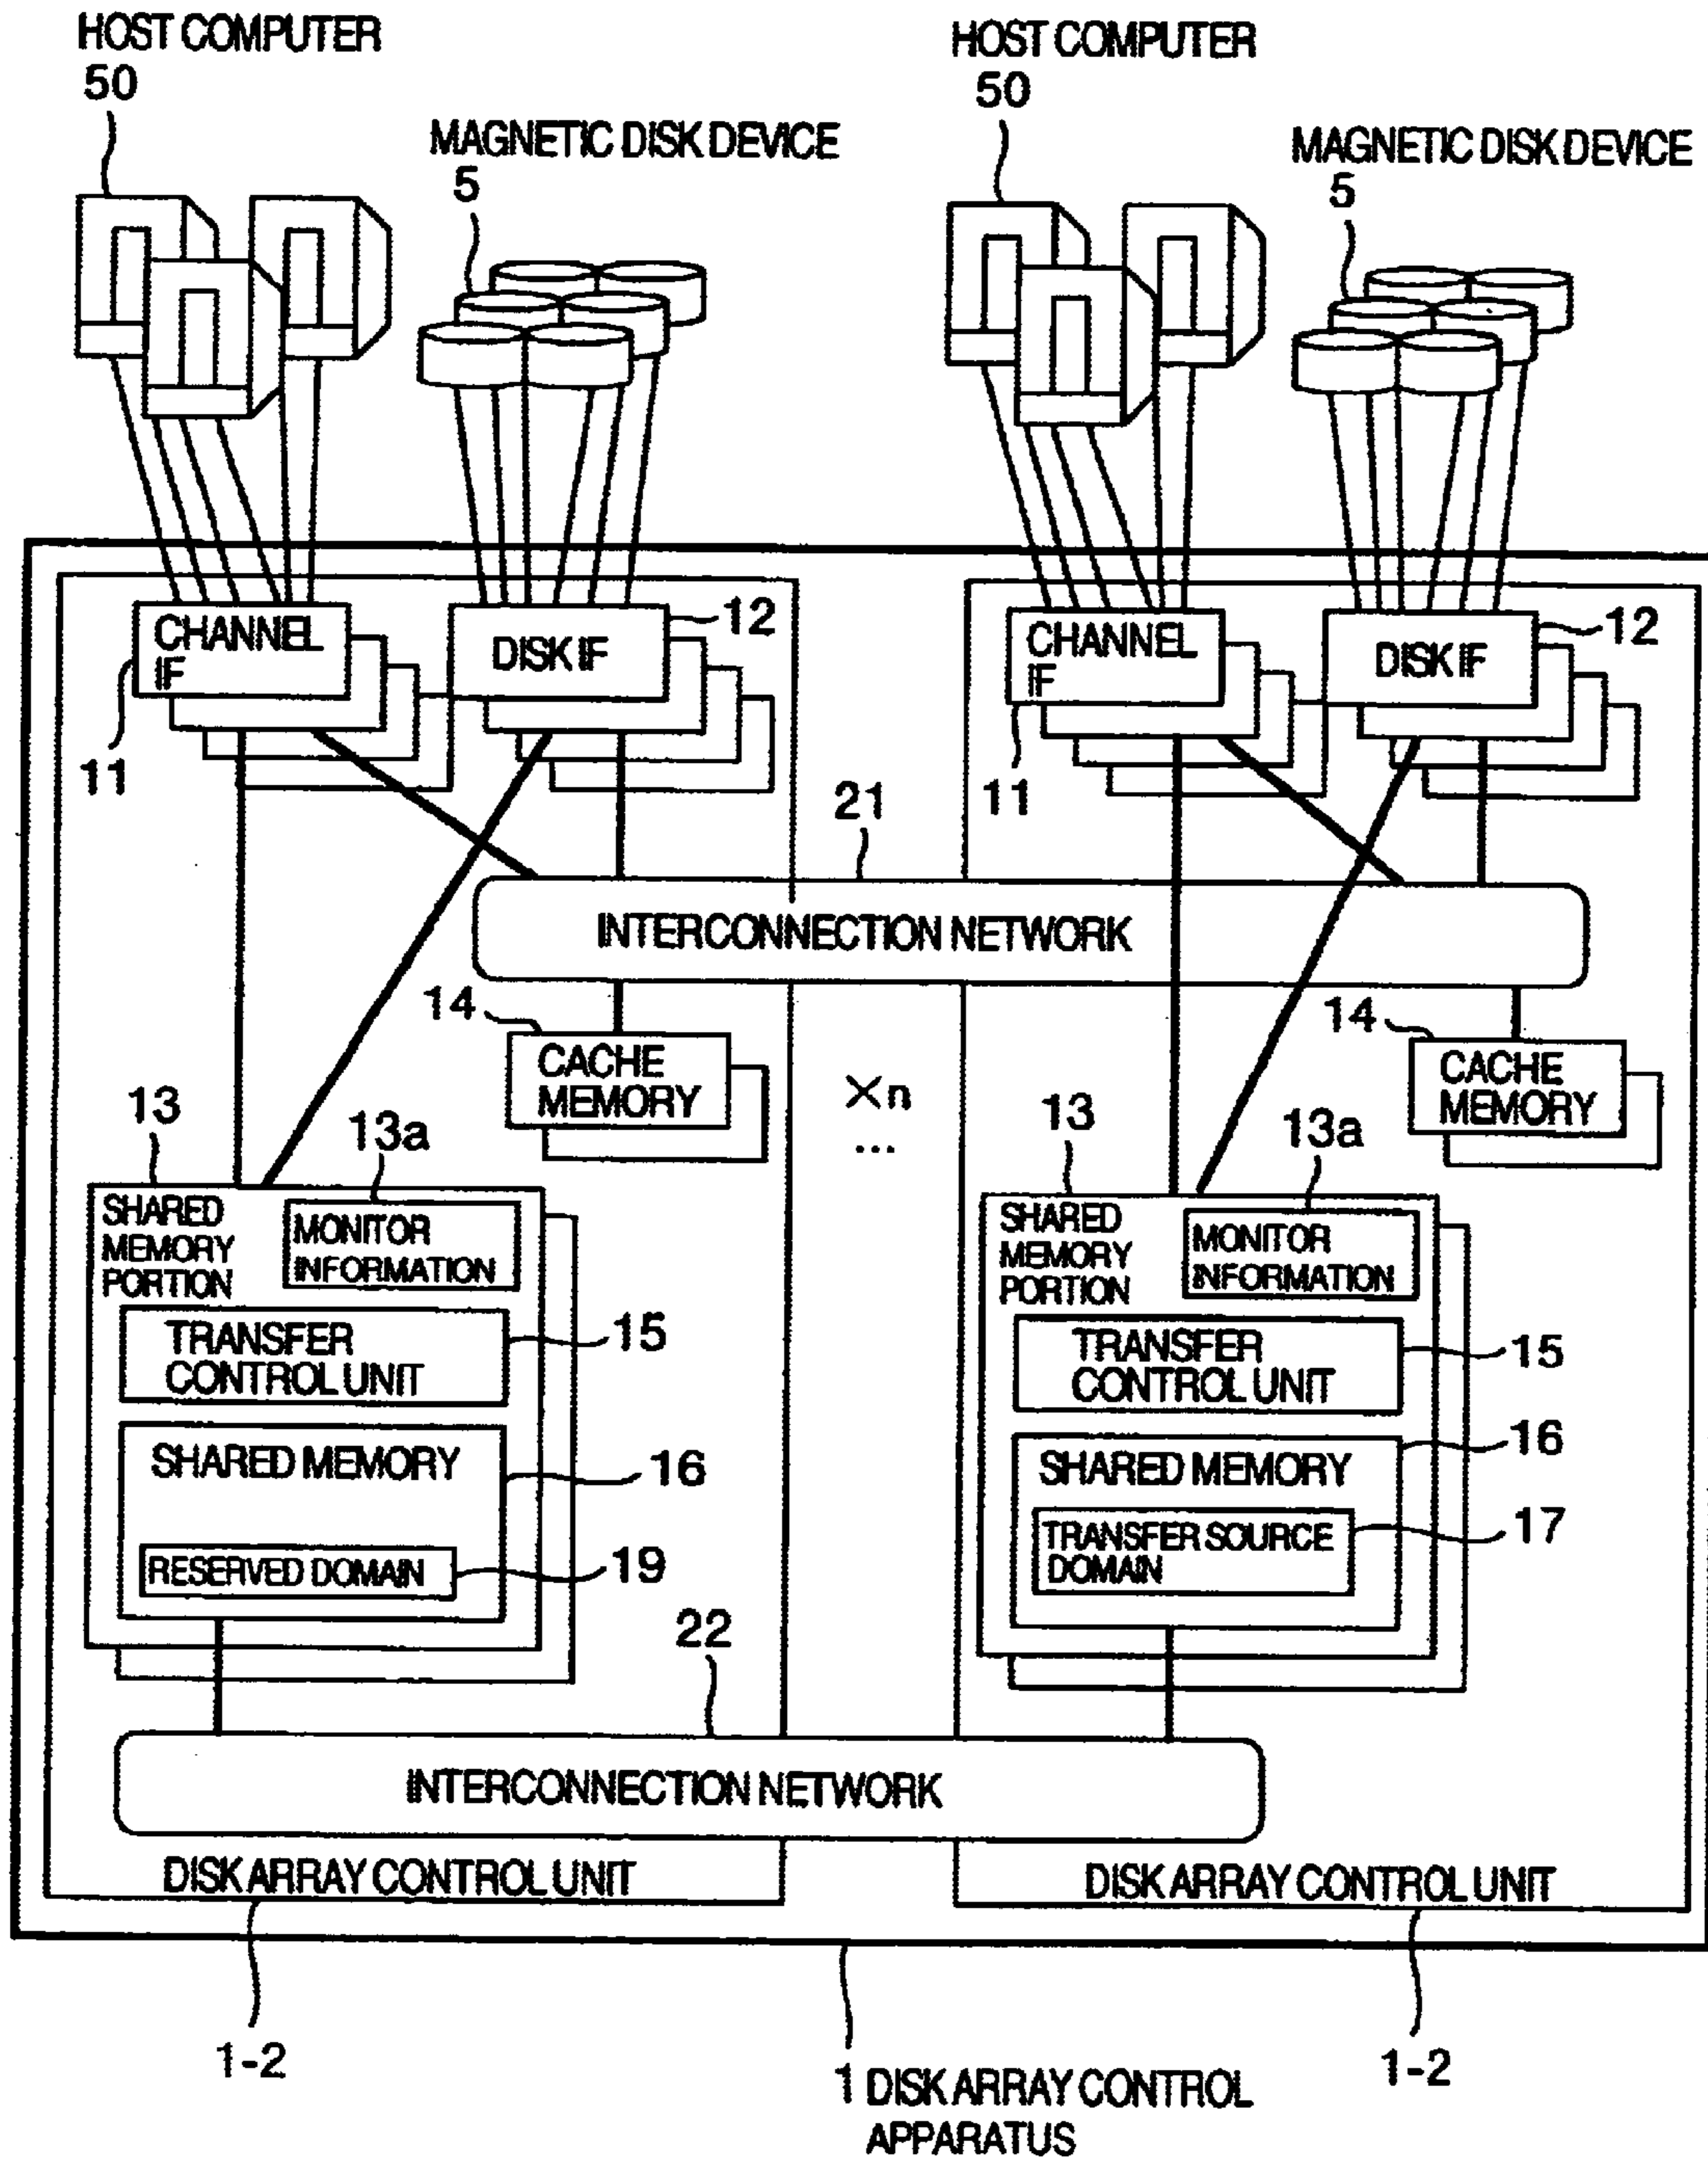 HOST COMPUTER
50
MAGNETIC DISK DEVICE
5
HOST COMPUTER
50
MAGNETIC DISK DEVICE
5
CHANNEL
IF
11
DISK IF
12
CHANNEL
IF
11
DISK IF
12
21
INTERCONNECTION NETWORK
14
CACHE
MEMORY
×n
...
14
CACHE
MEMORY
13
13a
SHARED
MEMORY
PORTION
MONITOR
INFORMATION
TRANSFER
CONTROL UNIT
15
SHARED MEMORY
16
RESERVED DOMAIN
19
13
13a
SHARED
MEMORY
PORTION
MONITOR
INFORMATION
TRANSFER
CONTROL UNIT
15
SHARED MEMORY
16
TRANSFER SOURCE
DOMAIN
17
22
INTERCONNECTION NETWORK
DISK ARRAY CONTROL UNIT
DISK ARRAY CONTROL UNIT
1-2
1 DISK ARRAY CONTROL
APPARATUS
1-2